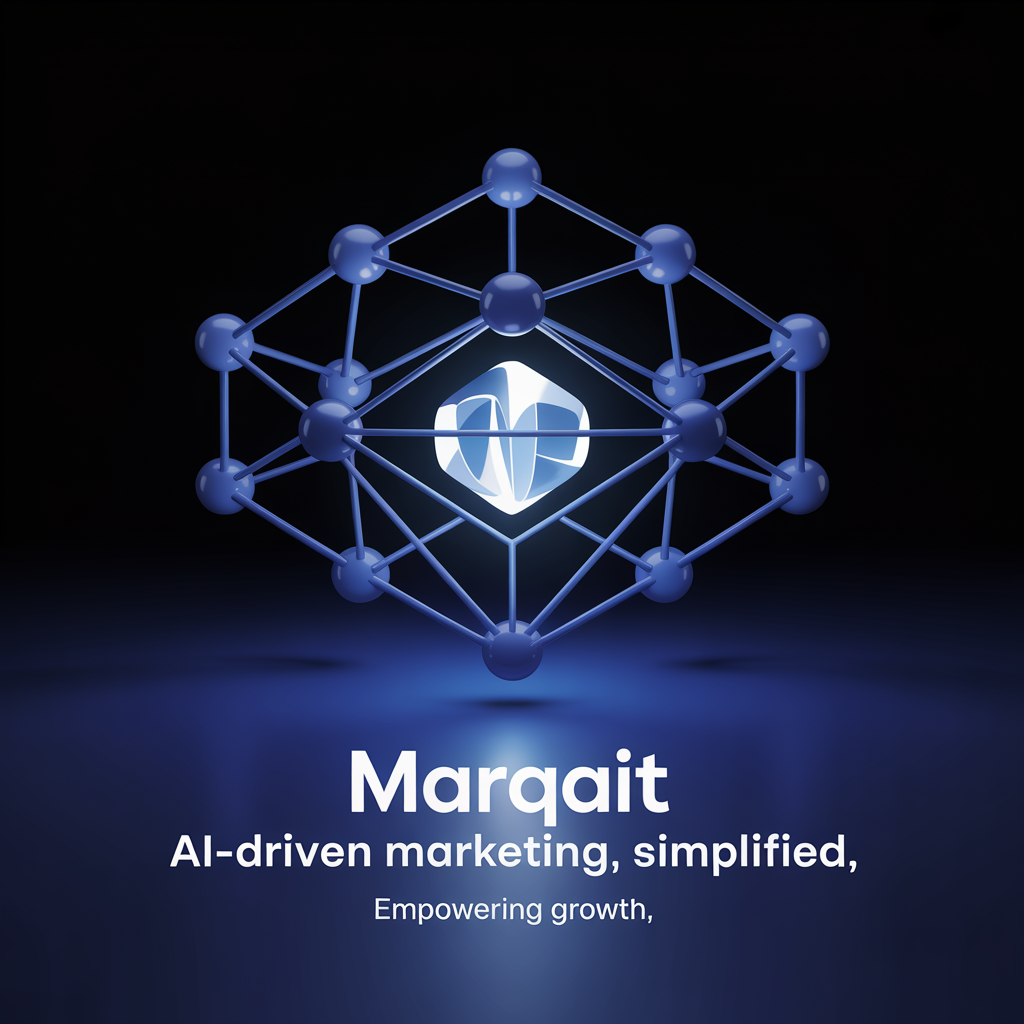 Marqait
AI-driven marketing, simplified,
Empowering growth,